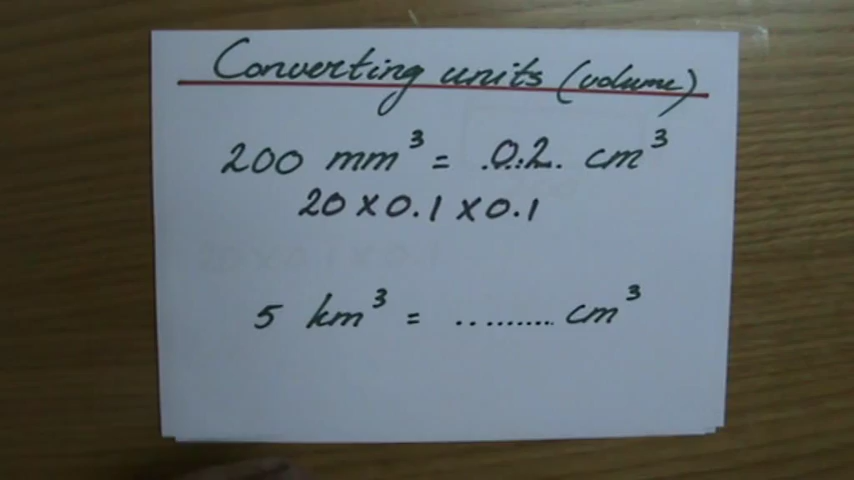 Converting units (volume)
200 mm³ = .0.2. cm³
20 x 0.1 x 0.1
5 km³ = .......... cm³